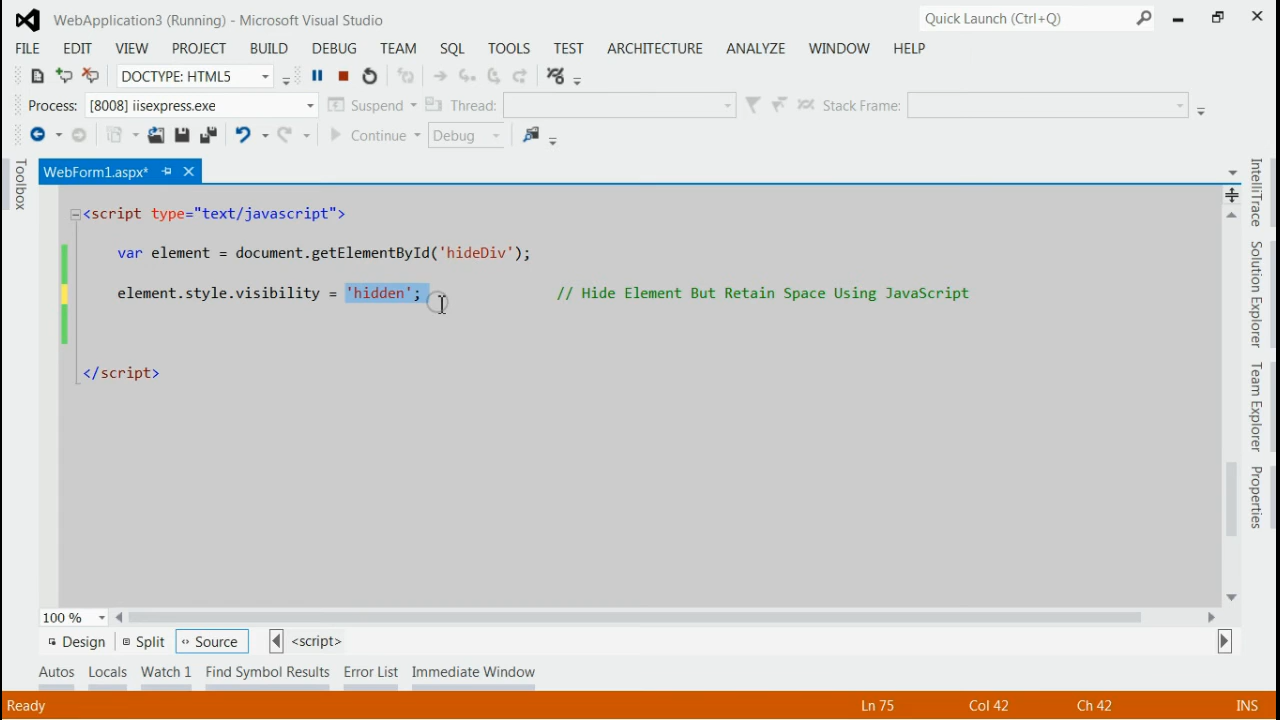 WebApplication3 (Running) - Microsoft Visual Studio
Quick Launch (Ctrl+Q)
FILE EDIT VIEW PROJECT BUILD DEBUG TEAM SQL TOOLS TEST ARCHITECTURE ANALYZE WINDOW HELP
DOCTYPE: HTML5
Process: [8008] iisexpress.exe Suspend Thread: Stack Frame:
Continue Debug
WebForm1.aspx*
Toolbox
<script type="text/javascript">
var element = document.getElementById('hideDiv');
element.style.visibility = 'hidden'; // Hide Element But Retain Space Using JavaScript
</script>
IntelliTrace
Solution Explorer
Team Explorer
Properties
100 %
Design Split Source <script>
Autos Locals Watch 1 Find Symbol Results Error List Immediate Window
Ready Ln 75 Col 42 Ch 42 INS